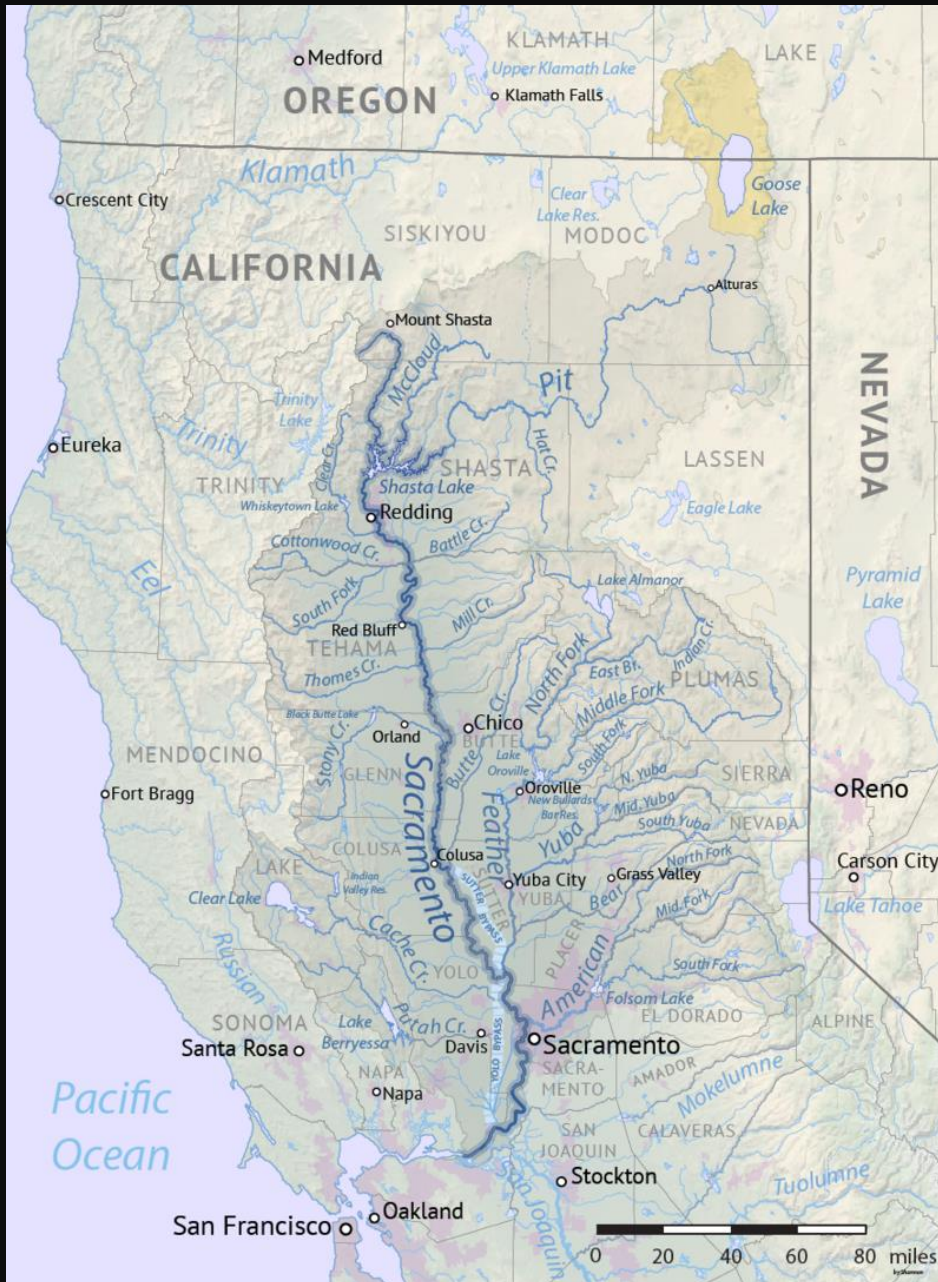 KLAMATH
LAKE
Medford
Upper Klamath Lake
OREGON
Klamath Falls
Klamath
Crescent City
Clear
Lake Res.
Goose
Lake
SISKIYOU
MODOC
CALIFORNIA
Alturas
Mount Shasta
McCloud
Pit
NEVADA
Trinity
Lake
Trinity
Eureka
Clear Cr.
Hat Cr.
SHASTA
LASSEN
TRINITY
Shasta Lake
Whiskeytown Lake
Redding
Eagle Lake
Cottonwood Cr.
Battle Cr.
Eel
Lake Almanor
Pyramid
Lake
South Fork
Mill Cr.
Red Bluff
TEHAMA
North Fork
East Br.
Indian Cr.
Thomes Cr.
PLUMAS
Middle Fork
Black Butte Lake
Orland
Chico
BUTTE
Butte Cr.
South Fork
MENDOCINO
Stony Cr.
GLENN
Sacramento
Lake
Oroville
Feather
Oroville
N. Yuba
SIERRA
Fort Bragg
New Bullards
Bar Res.
Mid. Yuba
Reno
Yuba
South Yuba
NEVADA
COLUSA
Colusa
North Fork
Carson City
LAKE
Indian
Valley Res.
SUTTER BYPASS
SUTTER
Yuba City
YUBA
Grass Valley
Bear
Clear Lake
Mid. Fork
Lake Tahoe
Cache Cr.
PLACER
American
Russian
YOLO
South Fork
Folsom Lake
EL DORADO
SONOMA
Lake
Berryessa
Putah Cr.
Davis
YOLO BYPASS
ALPINE
Santa Rosa
Sacramento
NAPA
Napa
SACRA-
MENTO
AMADOR
Mokelumne
Pacific
Ocean
SAN
JOAQUIN
CALAVERAS
San Joaquin
Stockton
Tuolumne
Oakland
San Francisco
0 20 40 60 80 miles
by Shannon